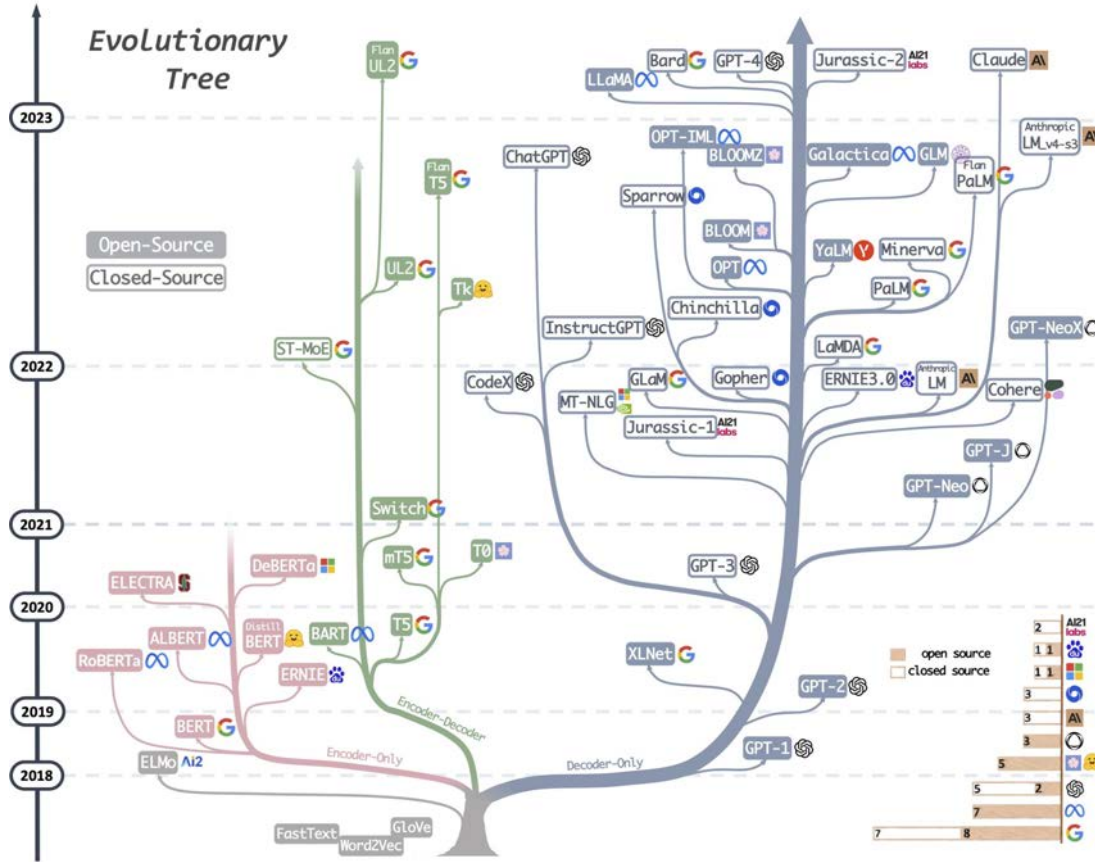 Evolutionary
Tree
2023
2022
2021
2020
2019
2018
Open-Source
Closed-Source
Flan
UL2
Flan
T5
UL2
Tk
ST-MoE
Switch
mT5
T0
T5
BART
Encoder-Decoder
DeBERTa
ELECTRA
Distill
BERT
ALBERT
RoBERTa
ERNIE
BERT
Encoder-Only
ELMo
Ai2
FastText
Word2Vec
GloVe
Bard
GPT-4
Jurassic-2
AI21
labs
Claude
A\
LLaMA
OPT-IML
BLOOMZ
ChatGPT
Galactica
GLM
Anthropic
LM_v4-s3
A\
Flan
PaLM
Sparrow
BLOOM
YaLM
Minerva
OPT
PaLM
Chinchilla
InstructGPT
GPT-NeoX
LaMDA
CodeX
GLaM
Gopher
ERNIE3.0
Anthropic
LM
A\
Cohere
MT-NLG
Jurassic-1
AI21
labs
GPT-J
GPT-Neo
GPT-3
XLNet
GPT-2
GPT-1
Decoder-Only
open source
closed source
2
AI21
labs
1 1
1 1
3
3
A\
3
5
5 2
7
7 8